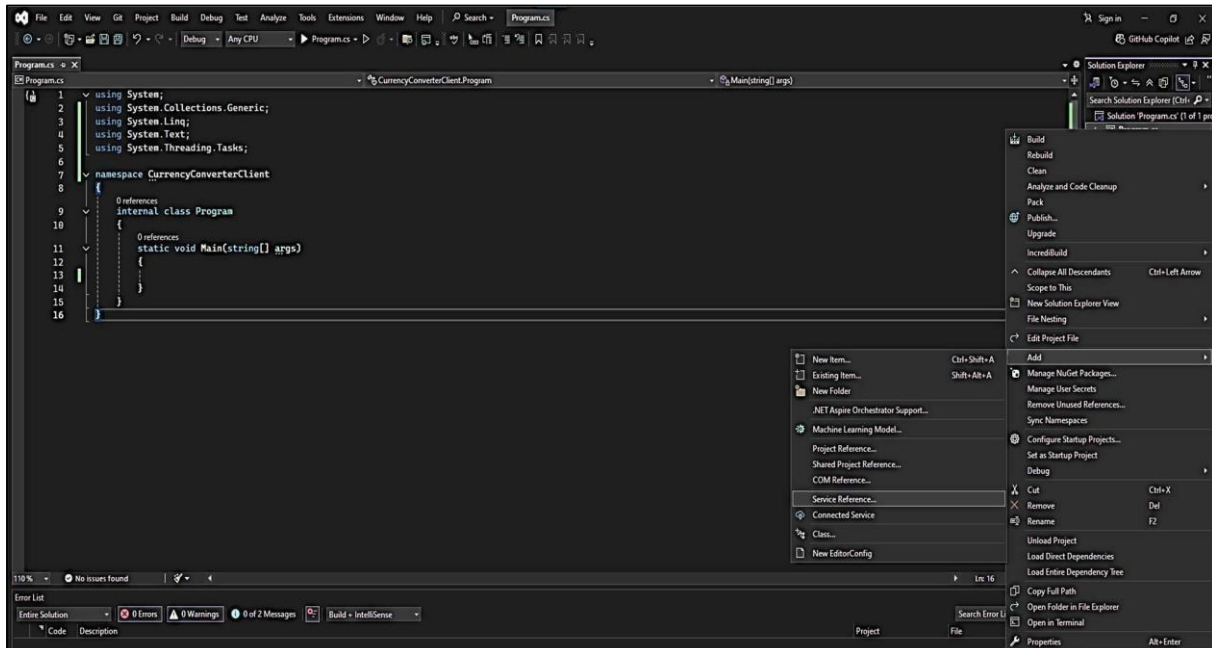 File Edit View Git Project Build Debug Test Analyze Tools Extensions Window Help Search Program.cs Sign in
Debug Any CPU Program.cs GitHub Copilot
Program.cs Solution Explorer
Program.cs CurrencyConverterClient.Program Main(string[] args)
Search Solution Explorer (Ctrl+
Solution 'Program.cs' (1 of 1 pro
1 using System;
2 using System.Collections.Generic;
3 using System.Linq;
4 using System.Text;
5 using System.Threading.Tasks;
6
7 namespace CurrencyConverterClient
8 {
0 references
9 internal class Program
10 {
0 references
11 static void Main(string[] args)
12 {
13
14 }
15 }
16 }
Build
Rebuild
Clean
Analyze and Code Cleanup
Pack
Publish...
Upgrade
IncrediBuild
Collapse All Descendants Ctrl+Left Arrow
Scope to This
New Solution Explorer View
File Nesting
Edit Project File
Add
Manage NuGet Packages...
Manage User Secrets
Remove Unused References...
Sync Namespaces
Configure Startup Projects...
Set as Startup Project
Debug
Cut Ctrl+X
Remove Del
Rename F2
Unload Project
Load Direct Dependencies
Load Entire Dependency Tree
Copy Full Path
Open Folder in File Explorer
Open in Terminal
Properties Alt+Enter
New Item... Ctrl+Shift+A
Existing Item... Shift+Alt+A
New Folder
.NET Aspire Orchestrator Support...
Machine Learning Model...
Project Reference...
Shared Project Reference...
COM Reference...
Service Reference...
Connected Service
Class...
New EditorConfig
110% No issues found Ln: 16
Error List
Entire Solution 0 Errors 0 Warnings 0 of 2 Messages Build + IntelliSense Search Error Li
Code Description Project File